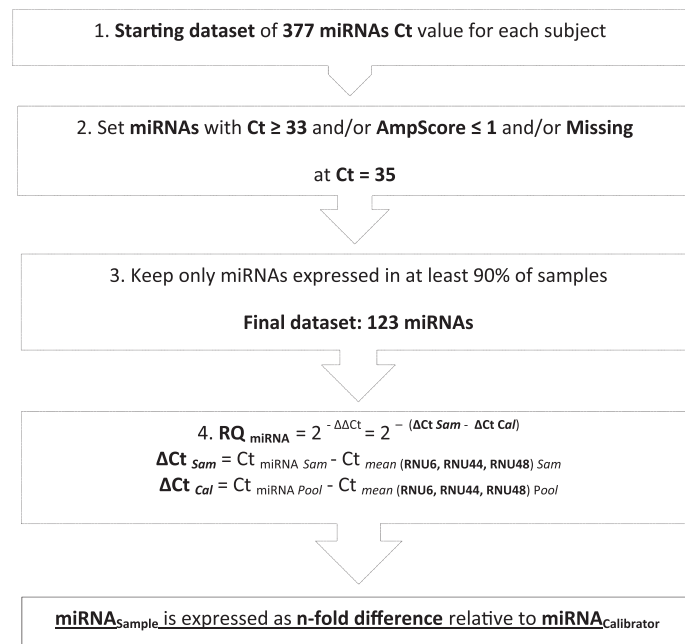 1. Starting dataset of 377 miRNAs Ct value for each subject
2. Set miRNAs with Ct ≥ 33 and/or AmpScore ≤ 1 and/or Missing
at Ct = 35
3. Keep only miRNAs expressed in at least 90% of samples
Final dataset: 123 miRNAs
4. RQ miRNA = 2 - ΔΔCt = 2 – (ΔCt Sam - ΔCt Cal)
ΔCt Sam = Ct miRNA Sam - Ct mean (RNU6, RNU44, RNU48) Sam
ΔCt Cal = Ct miRNA Pool - Ct mean (RNU6, RNU44, RNU48) Pool
miRNASample is expressed as n-fold difference relative to miRNACalibrator